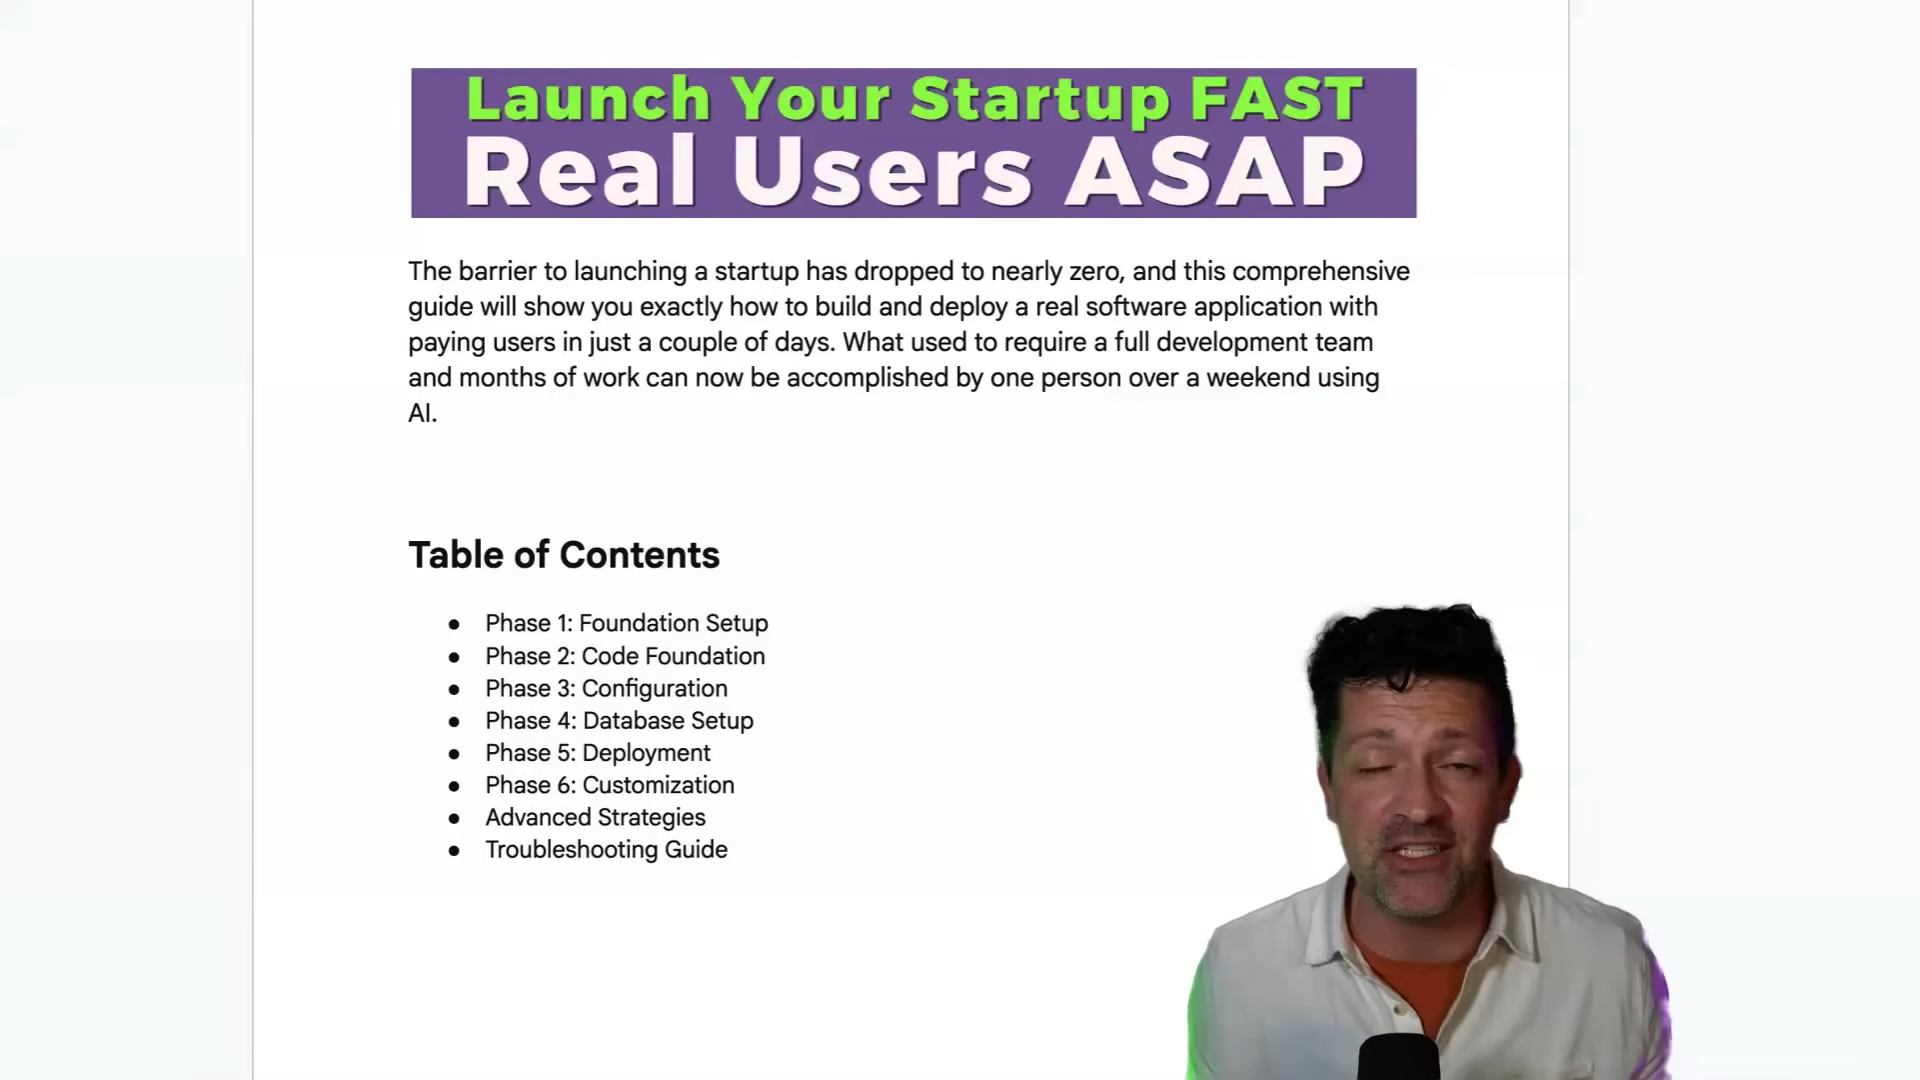 Launch Your Startup FAST
Real Users ASAP
The barrier to launching a startup has dropped to nearly zero, and this comprehensive
guide will show you exactly how to build and deploy a real software application with
paying users in just a couple of days. What used to require a full development team
and months of work can now be accomplished by one person over a weekend using
AI.
Table of Contents
● Phase 1: Foundation Setup
● Phase 2: Code Foundation
● Phase 3: Configuration
● Phase 4: Database Setup
● Phase 5: Deployment
● Phase 6: Customization
● Advanced Strategies
● Troubleshooting Guide